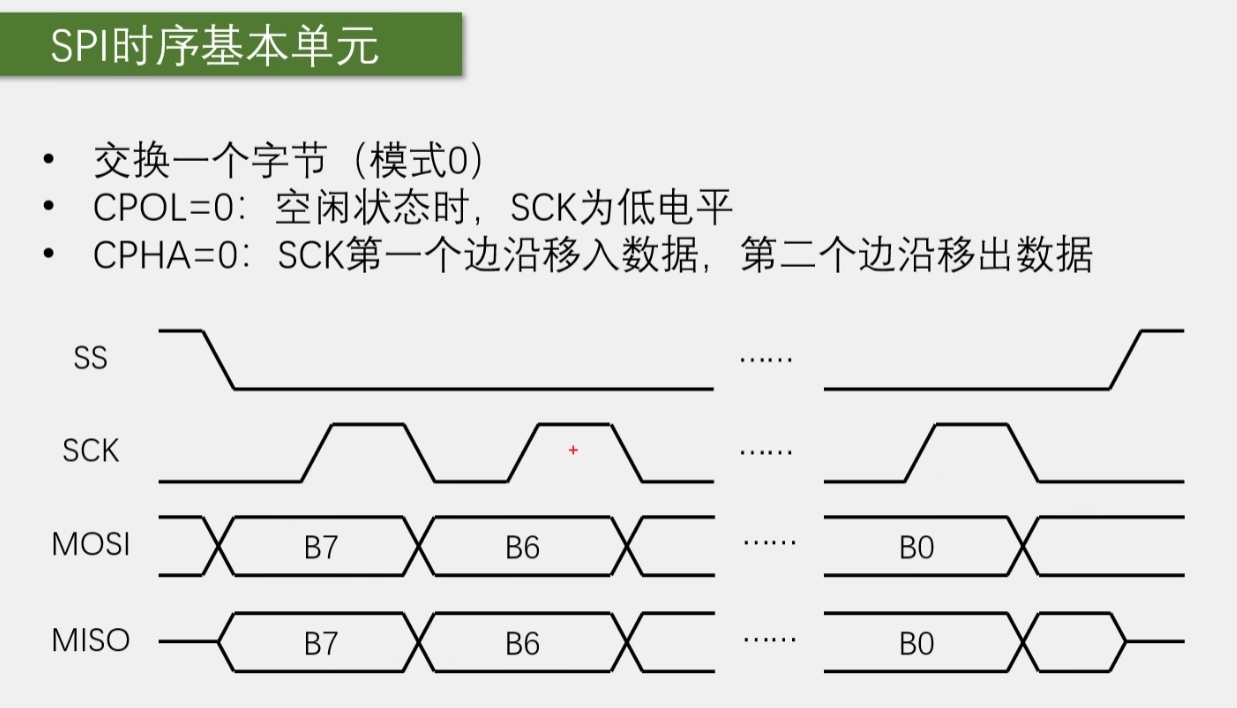 SPI时序基本单元
• 交换一个字节（模式0）
• CPOL=0：空闲状态时，SCK为低电平
• CPHA=0：SCK第一个边沿移入数据，第二个边沿移出数据
SS ……
SCK ……
MOSI B7 B6 …… B0
MISO B7 B6 …… B0